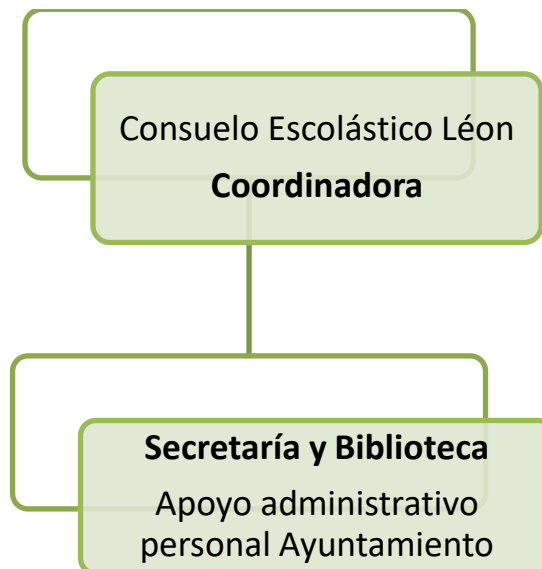 Consuelo Escolástico Léon
Coordinadora
Secretaría y Biblioteca
Apoyo administrativo
personal Ayuntamiento